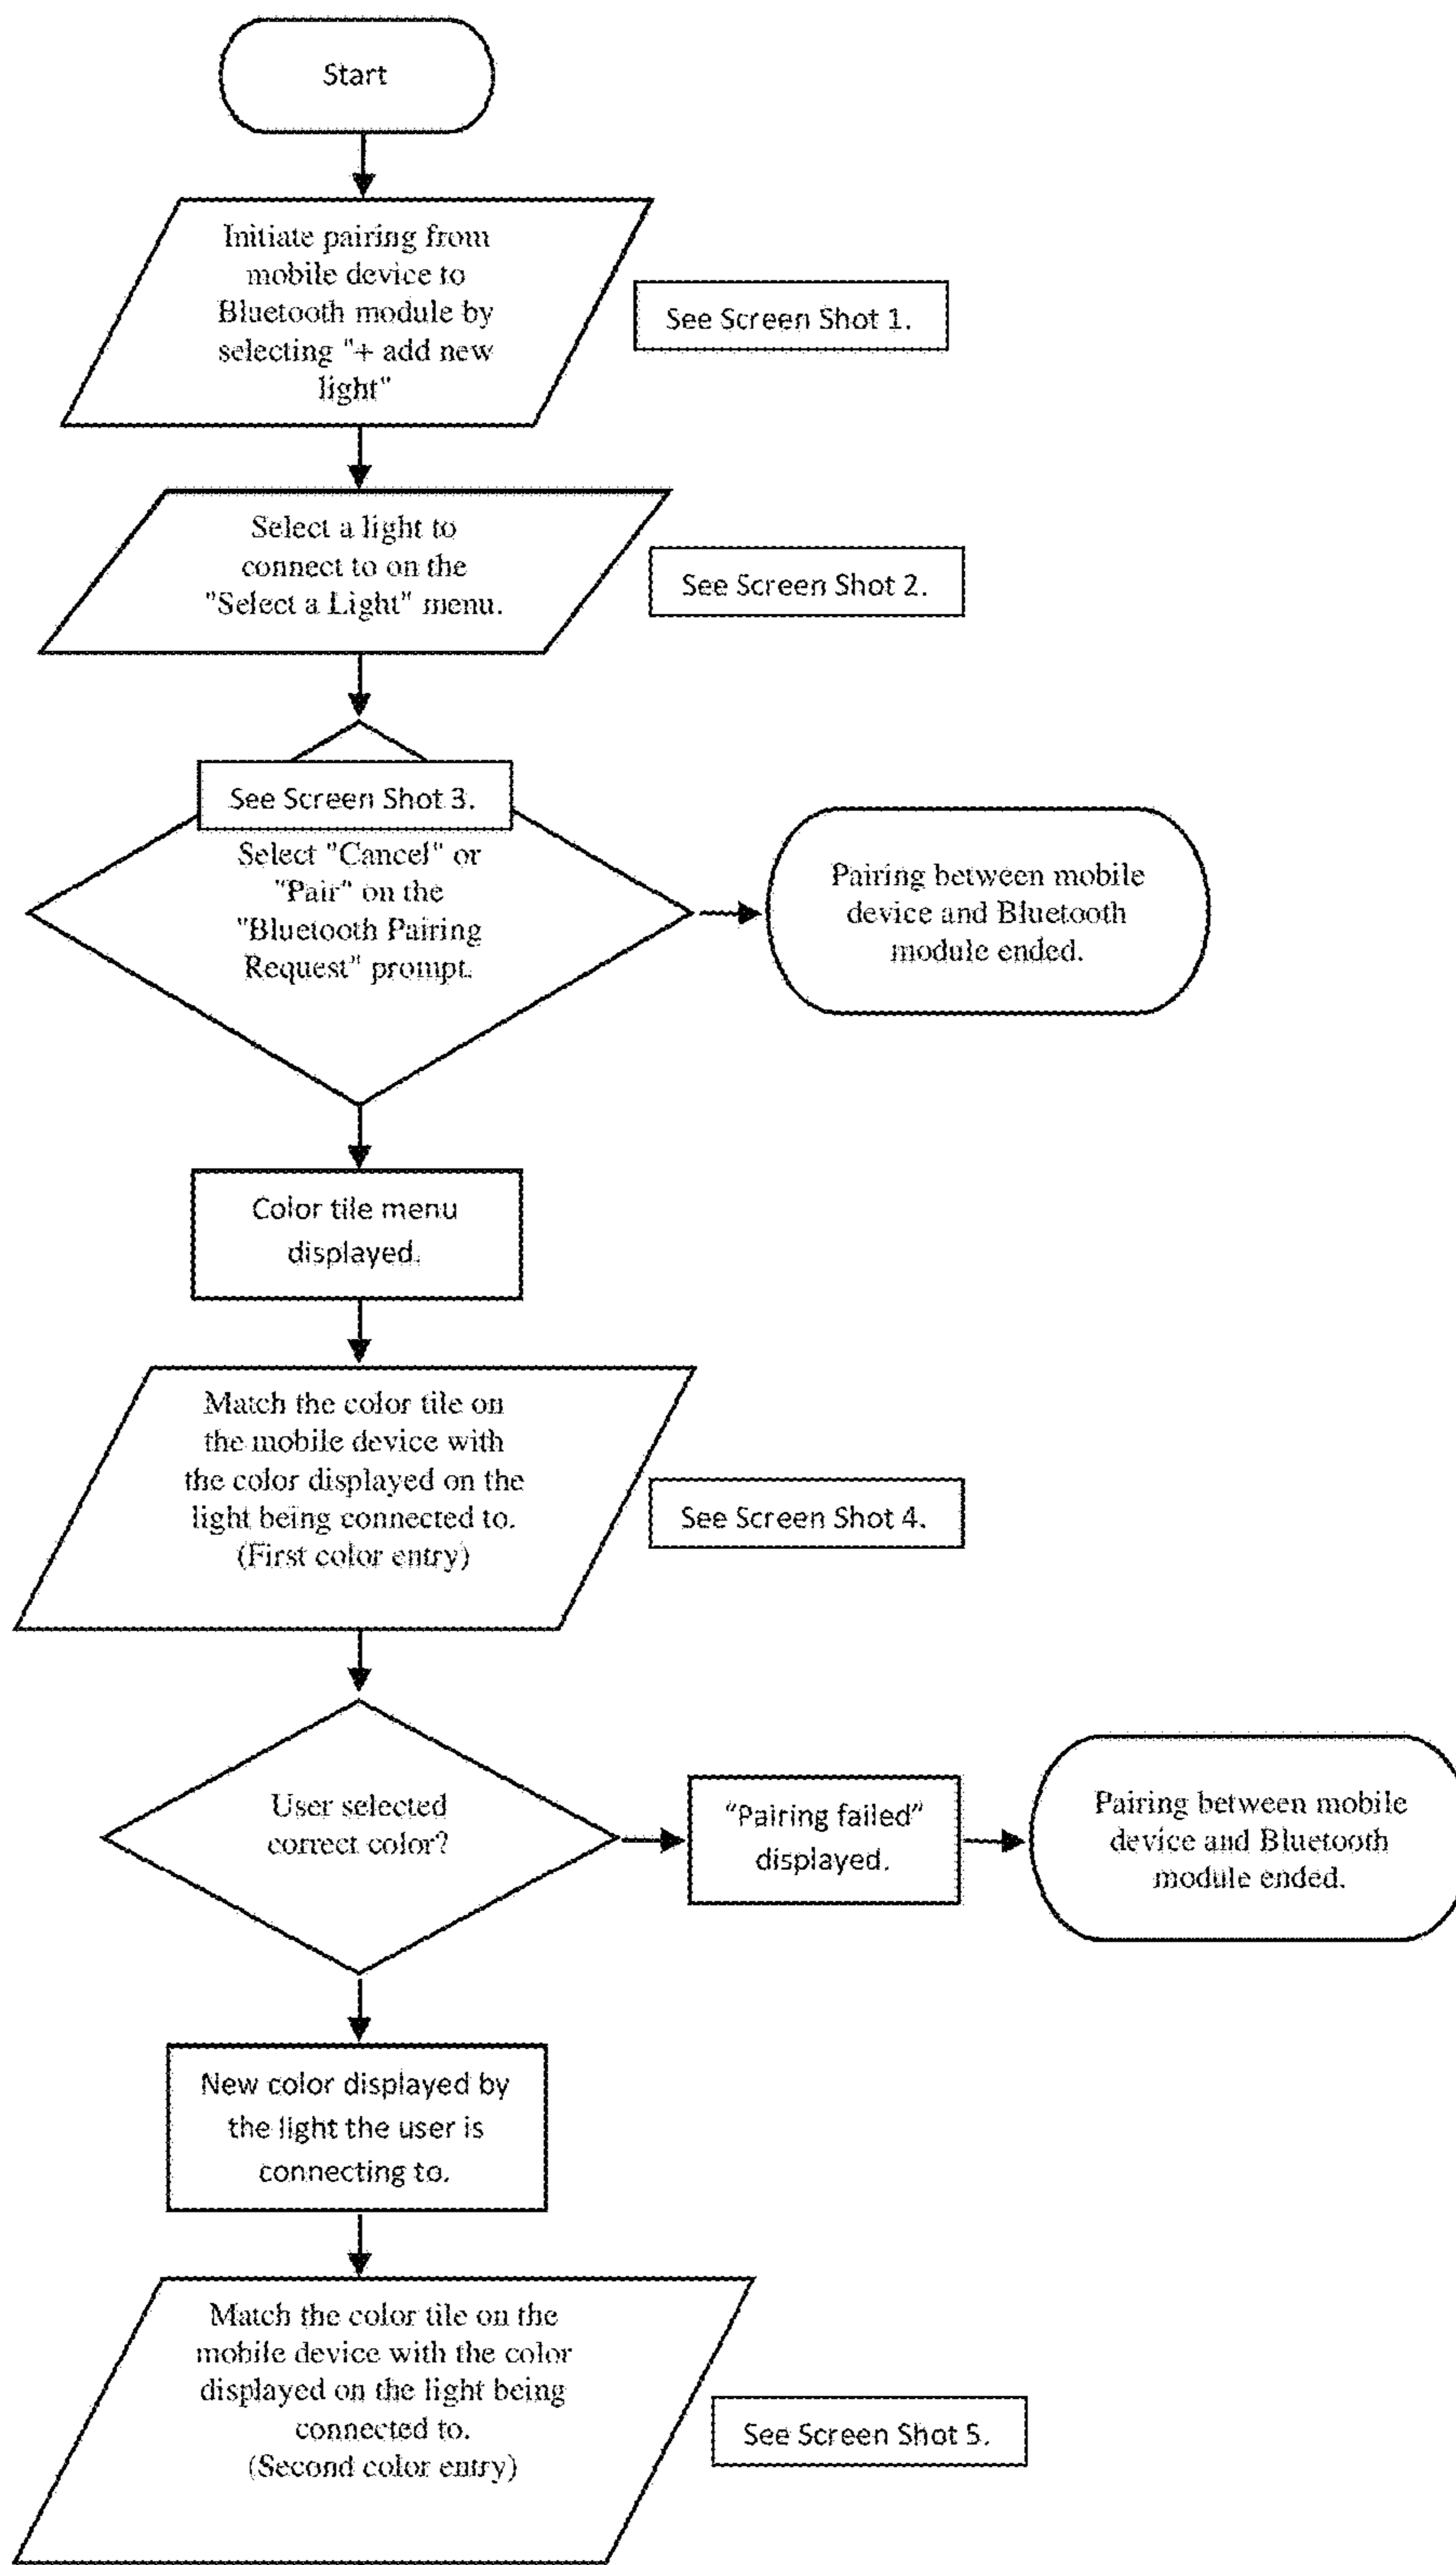 Start
Initiate pairing from
mobile device to
Bluetooth module by
selecting "+ add new
light"
See Screen Shot 1.
Select a light to
connect to on the
"Select a Light" menu.
See Screen Shot 2.
See Screen Shot 3.
Select "Cancel" or
"Pair" on the
"Bluetooth Pairing
Request" prompt.
Pairing between mobile
device and Bluetooth
module ended.
Color tile menu
displayed.
Match the color tile on
the mobile device with
the color displayed on the
light being connected to.
(First color entry)
See Screen Shot 4.
User selected
correct color?
“Pairing failed”
displayed.
Pairing between mobile
device and Bluetooth
module ended.
New color displayed by
the light the user is
connecting to.
Match the color tile on the
mobile device with the color
displayed on the light being
connected to.
(Second color entry)
See Screen Shot 5.